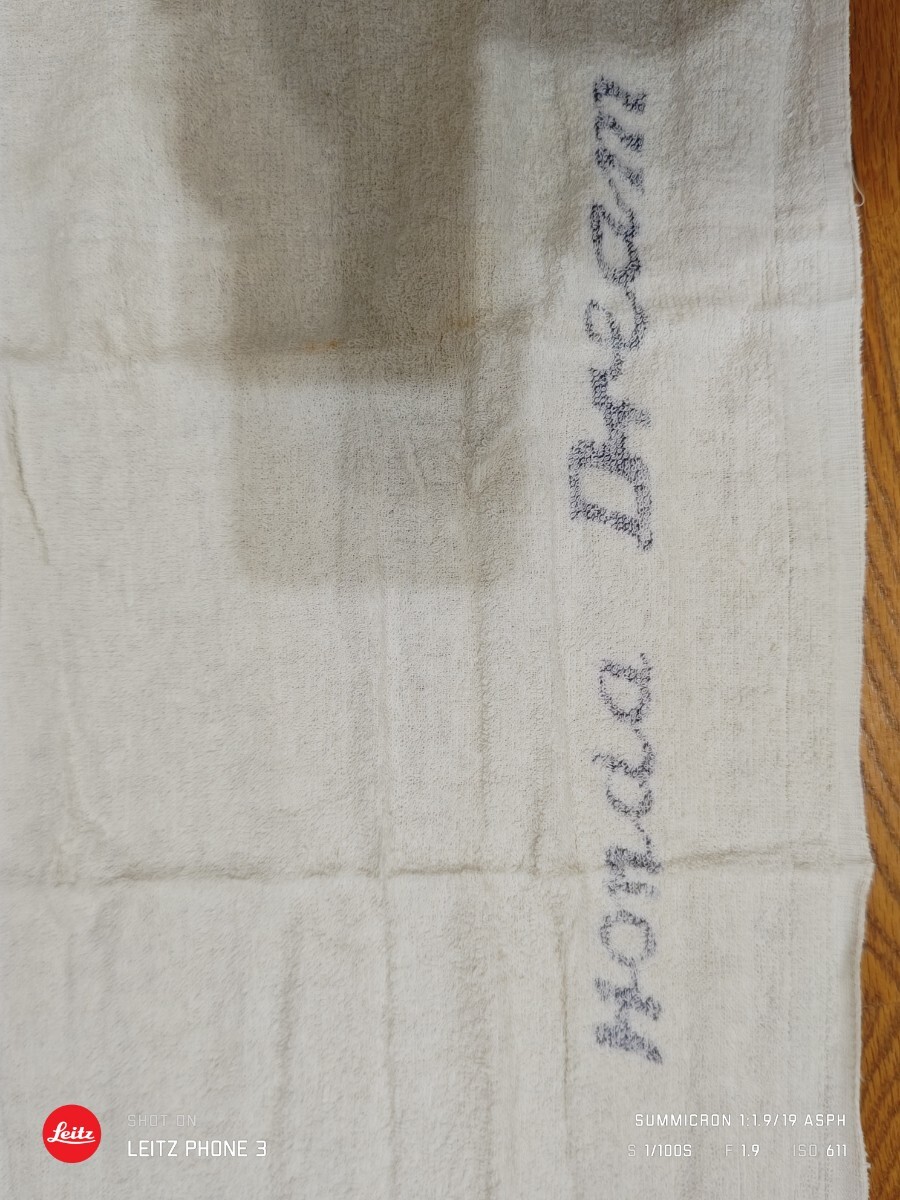 Honda Dream
Leitz
SHOT ON
LEITZ PHONE 3
SUMMICRON 1:1.9/19 ASPH
S 1/100S F 1.9 ISO 611